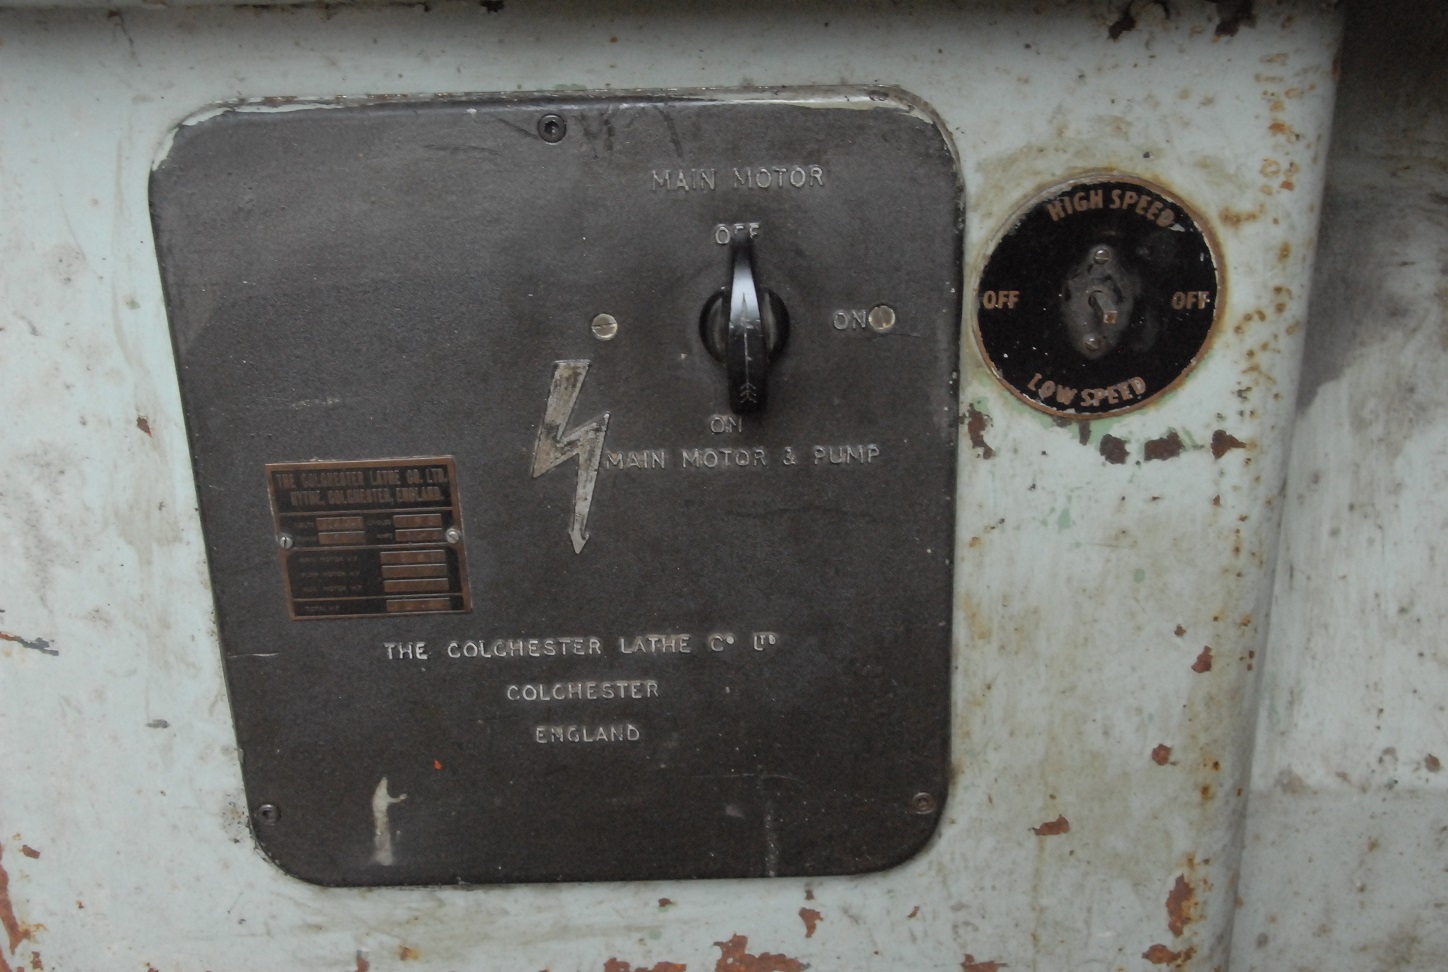 MAIN MOTOR
OFF
ON
ON
MAIN MOTOR & PUMP
HIGH SPEED
OFF
OFF
LOW SPEED
THE COLCHESTER LATHE CO. LTD.
HYTHE, COLCHESTER, ENGLAND.
THE COLCHESTER LATHE Cº LTD
COLCHESTER
ENGLAND